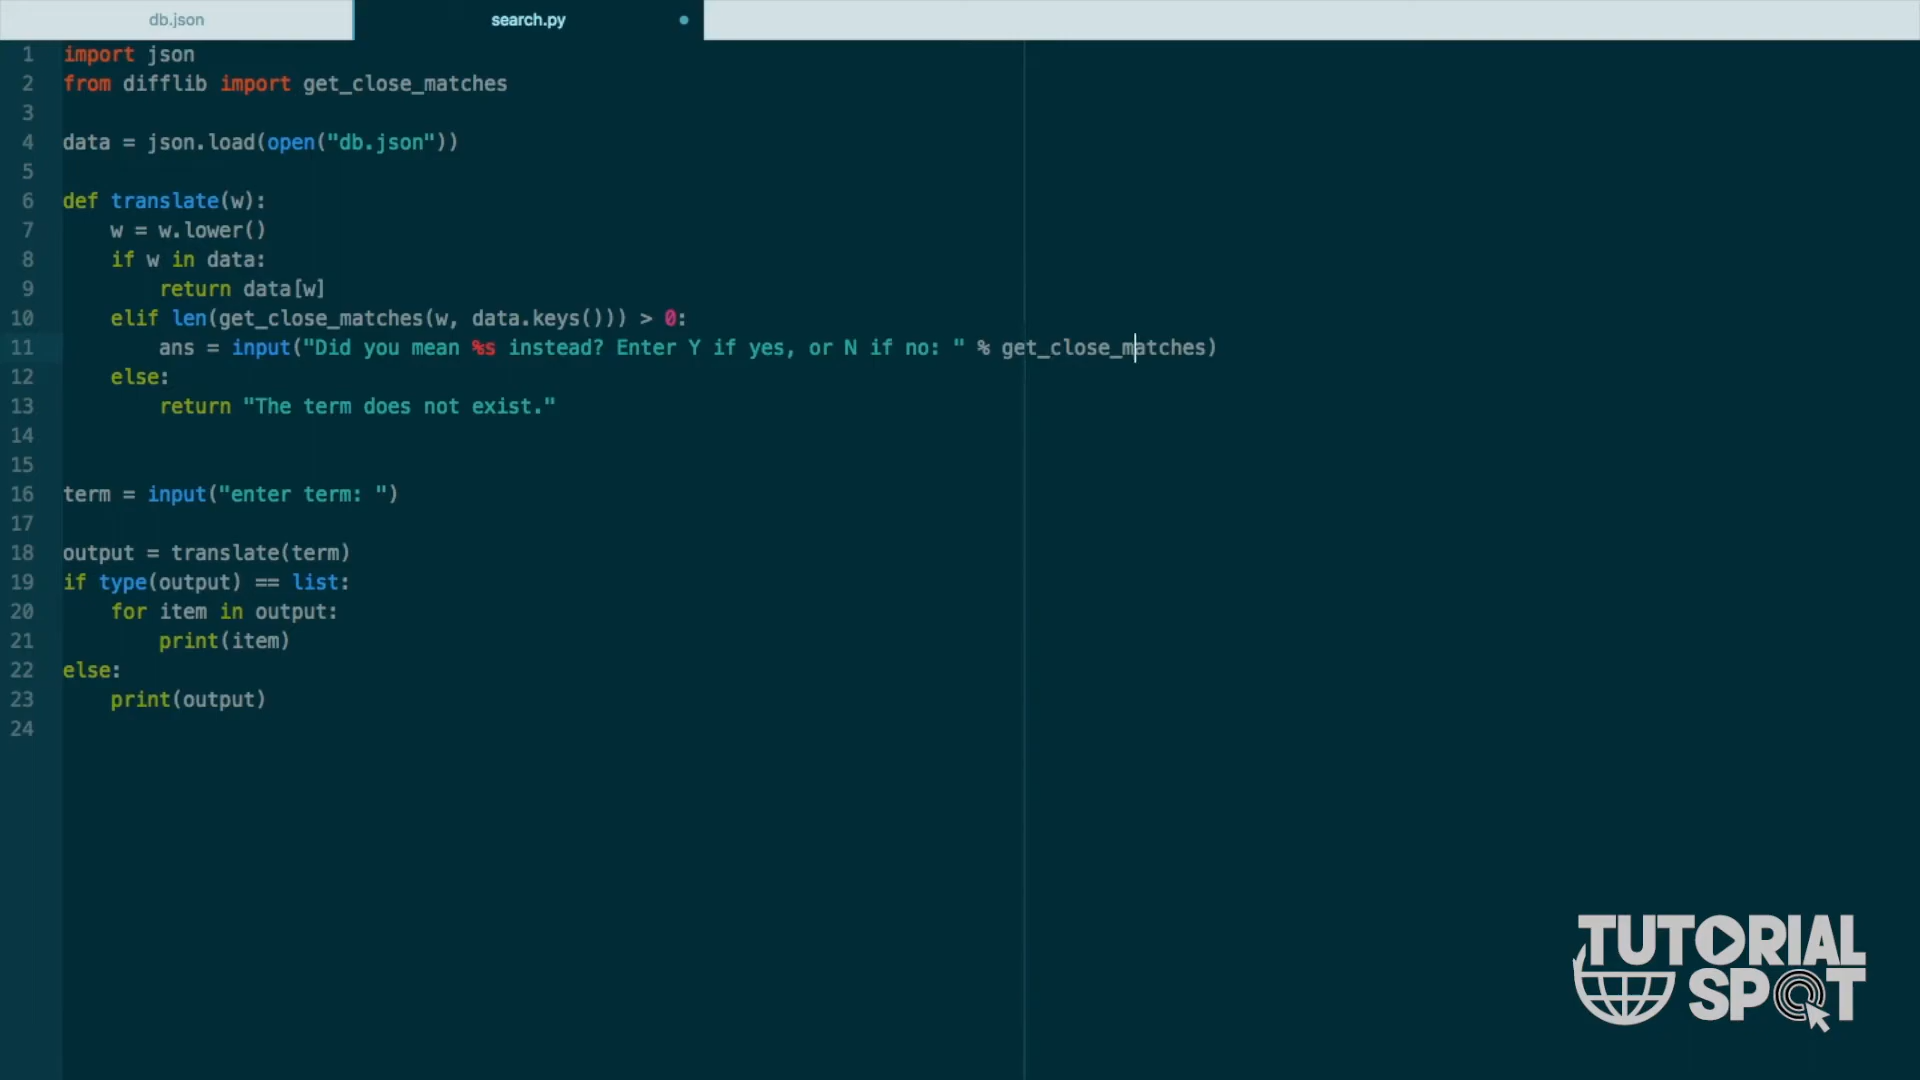 db.json
search.py
1 import json
2 from difflib import get_close_matches
3
4 data = json.load(open("db.json"))
5
6 def translate(w):
7     w = w.lower()
8     if w in data:
9         return data[w]
10     elif len(get_close_matches(w, data.keys())) > 0:
11         ans = input("Did you mean %s instead? Enter Y if yes, or N if no: " % get_close_matches)
12     else:
13         return "The term does not exist."
14
15
16 term = input("enter term: ")
17
18 output = translate(term)
19 if type(output) == list:
20     for item in output:
21         print(item)
22 else:
23     print(output)
24
TUTORIAL
SPOT